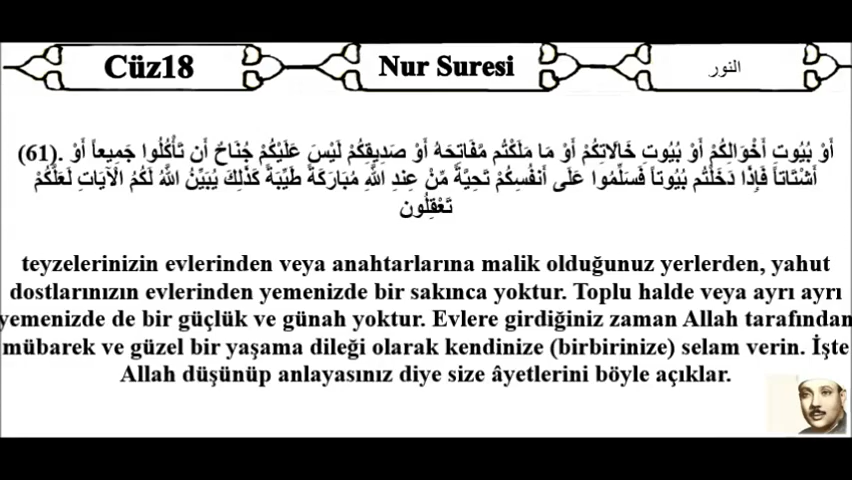 Cüz18
Nur Suresi
النور
أَوْ بُيُوتِ أَخْوَالِكُمْ أَوْ بُيُوتِ خَالَاتِكُمْ أَوْ مَا مَلَكْتُم مَّفَاتِحَهُ أَوْ صَدِيقِكُمْ لَيْسَ عَلَيْكُمْ جُنَاحٌ أَن تَأْكُلُوا جَمِيعاً أَوْ .(61)
أَشْتَاتاً فَإِذَا دَخَلْتُم بُيُوتاً فَسَلِّمُوا عَلَى أَنفُسِكُمْ تَحِيَّةً مِّنْ عِندِ اللَّهِ مُبَارَكَةً طَيِّبَةً كَذَلِكَ يُبَيِّنُ اللَّهُ لَكُمُ الْآيَاتِ لَعَلَّكُمْ
تَعْقِلُون
teyzelerinizin evlerinden veya anahtarlarına malik olduğunuz yerlerden, yahut
dostlarınızın evlerinden yemenizde bir sakınca yoktur. Toplu halde veya ayrı ayrı
yemenizde de bir güçlük ve günah yoktur. Evlere girdiğiniz zaman Allah tarafından
mübarek ve güzel bir yaşama dileği olarak kendinize (birbirinize) selam verin. İşte
Allah düşünüp anlayasınız diye size âyetlerini böyle açıklar.